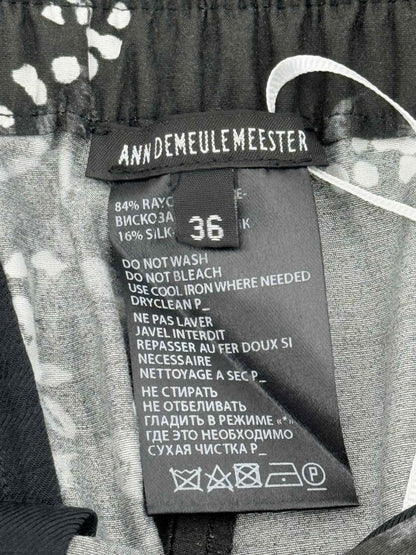 ANN DEMEULEMEESTER
84% RAYO
ВИСКОЗА
16% SILK-
36
DO NOT WASH
DO NOT BLEACH
USE COOL IRON WHERE NEEDED
DRYCLEAN P_
NE PAS LAVER
JAVEL INTERDIT
REPASSER AU FER DOUX SI
NECESSAIRE
NETTOYAGE A SEC P_
НЕ СТИРАТЬ
НЕ ОТБЕЛИВАТЬ
ГЛАДИТЬ В РЕЖИМЕ «*»
ГДЕ ЭТО НЕОБХОДИМО
СУХАЯ ЧИСТКА P_
P